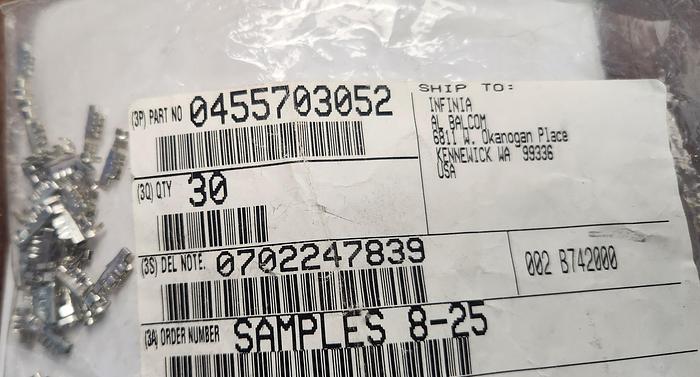 (3P) PART NO 0455703052
SHIP TO:
INFINIA
AL BALCOM
6811 W. Okanogan Place
KENNEWICK WA 99336
USA
(3Q) QTY 30
(3S) DEL NOTE. 0702247839
002 B742000
(3A) ORDER NUMBER SAMPLES 8-25